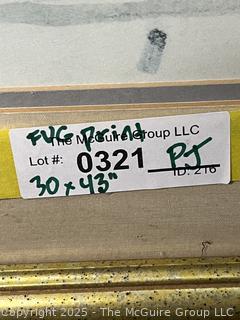 FVG print
The McGuire Group LLC
Lot #: 0321 PJ
ID: 216
30 x 43"
Copyright 2025 - The McGuire Group LLC